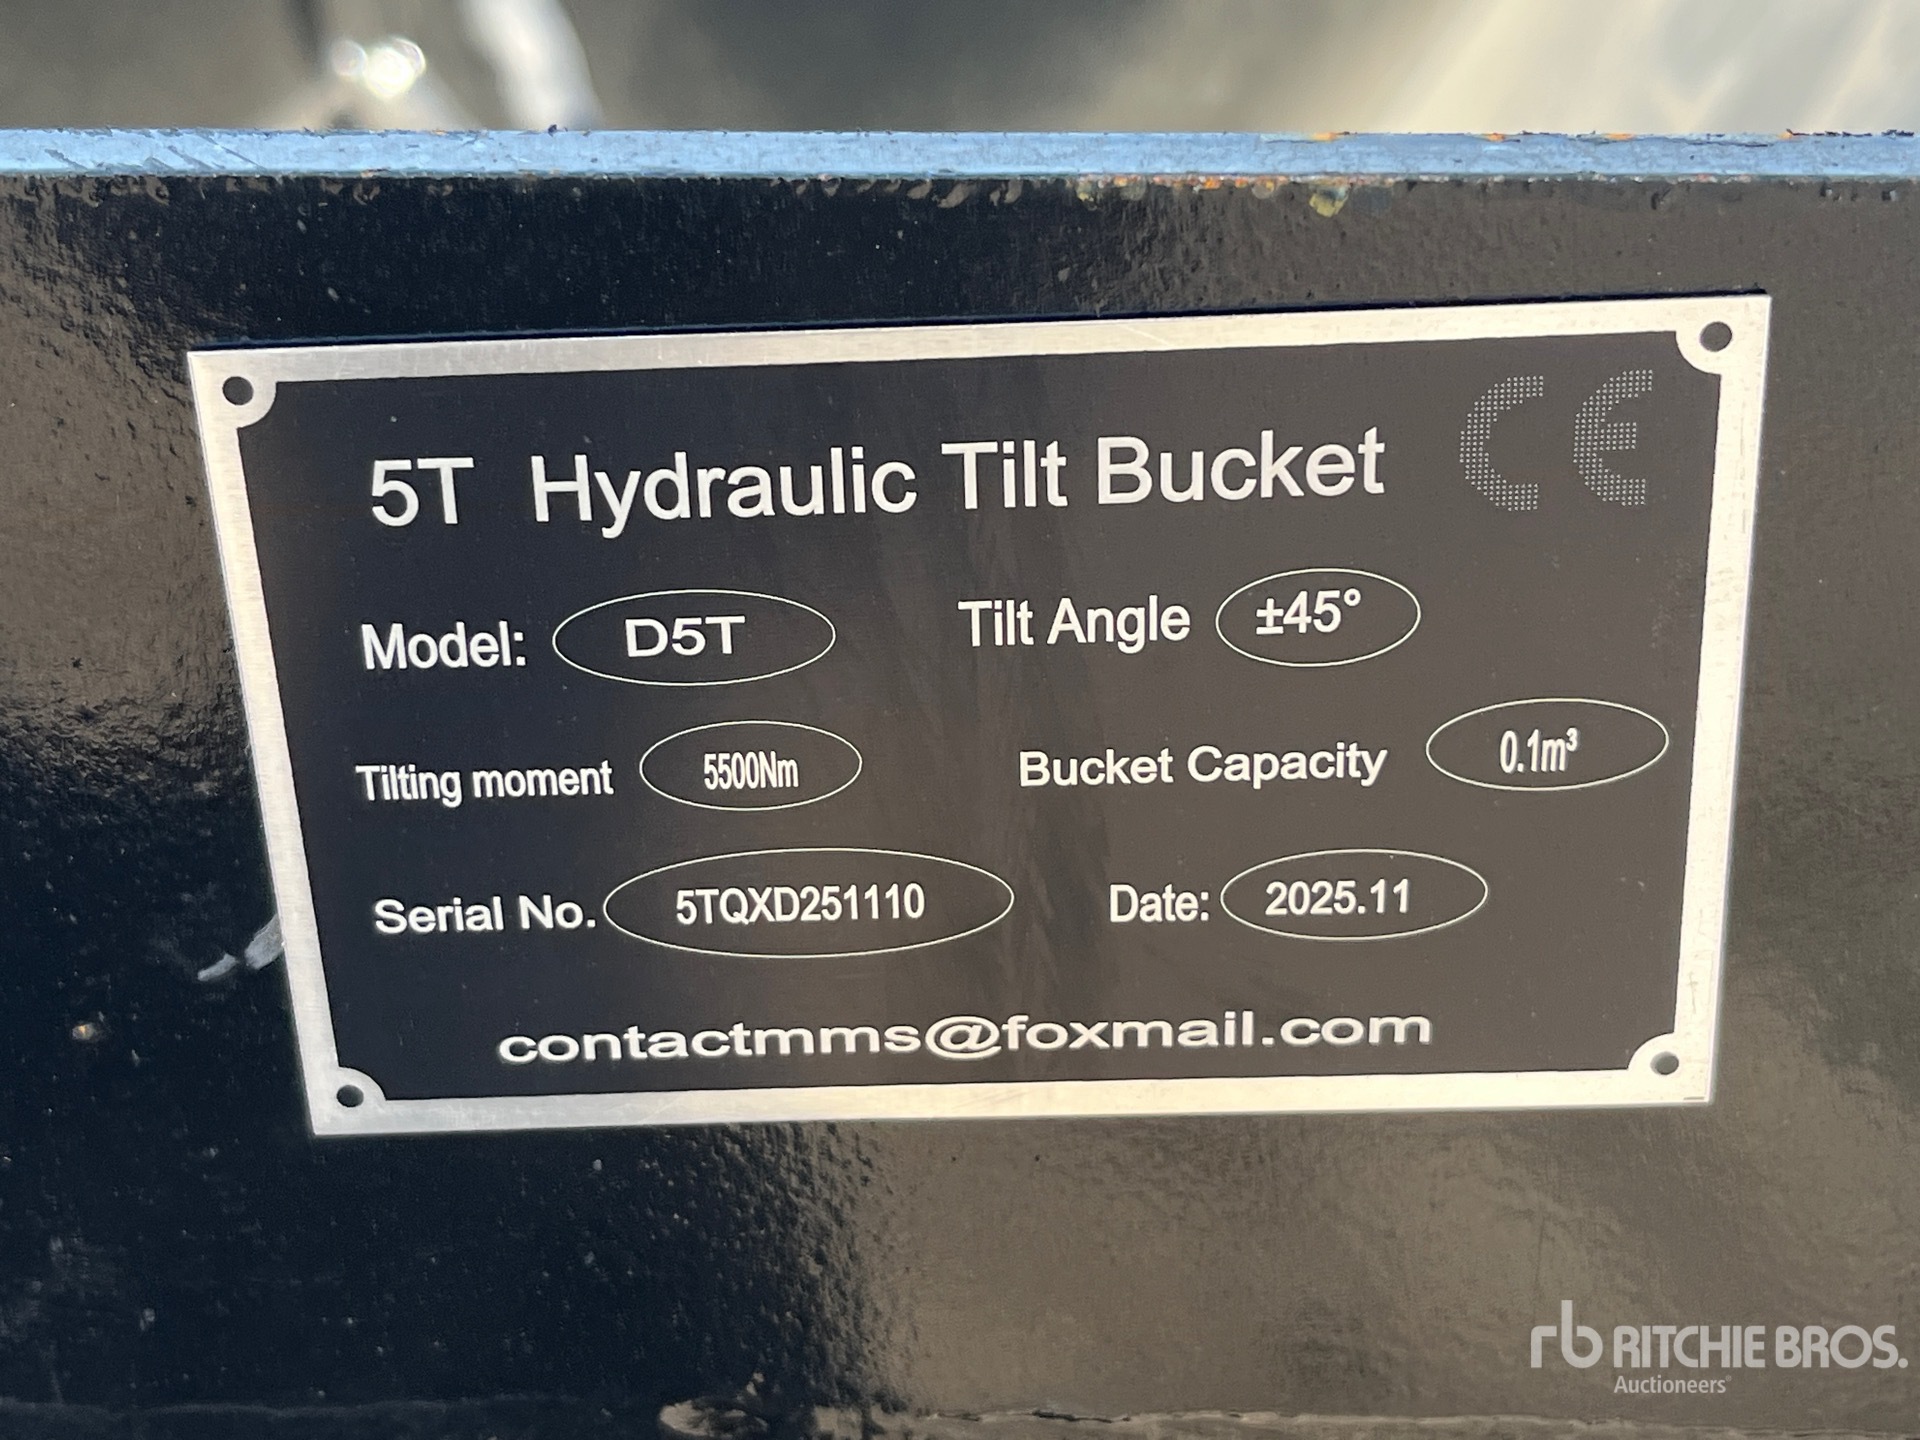 5T Hydraulic Tilt Bucket CE
Model: D5T Tilt Angle ±45°
Tilting moment 5500Nm Bucket Capacity 0.1m³
Serial No. 5TQXD251110 Date: 2025.11
contactmms@foxmail.com
rb RITCHIE BROS.
Auctioneers